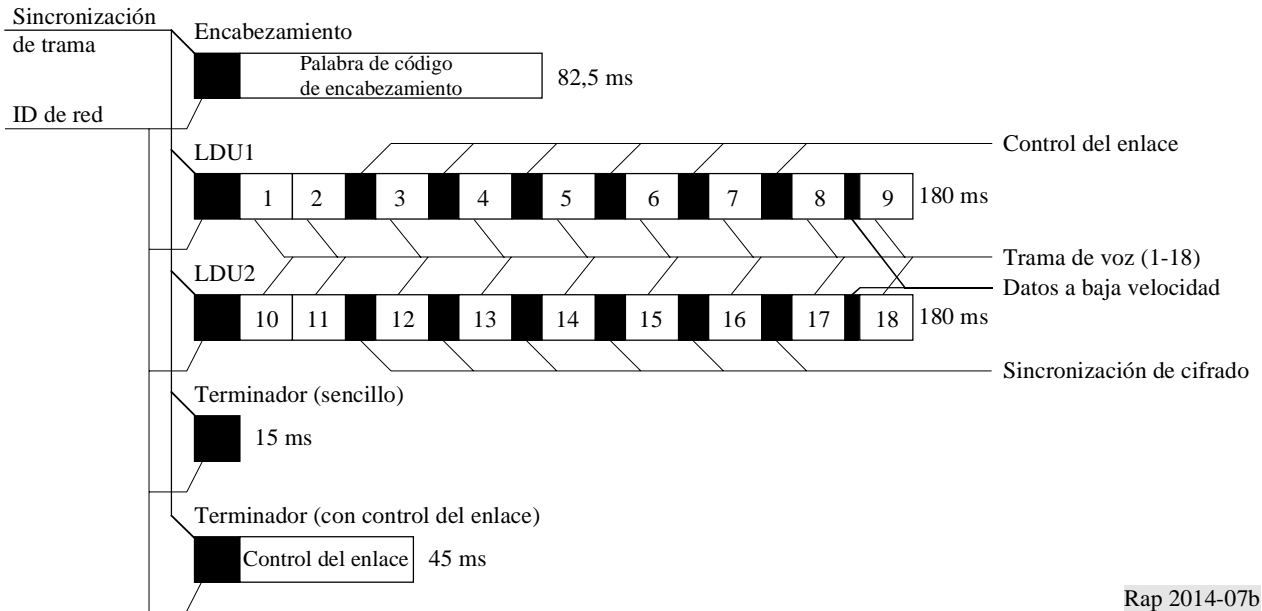 Sincronización
de trama
Encabezamiento
Palabra de código
de encabezamiento
82,5 ms
ID de red
LDU1
Control del enlace
1 2 3 4 5 6 7 8 9
180 ms
Trama de voz (1-18)
LDU2
Datos a baja velocidad
10 11 12 13 14 15 16 17 18
180 ms
Sincronización de cifrado
Terminador (sencillo)
15 ms
Terminador (con control del enlace)
Control del enlace
45 ms
Rap 2014-07b